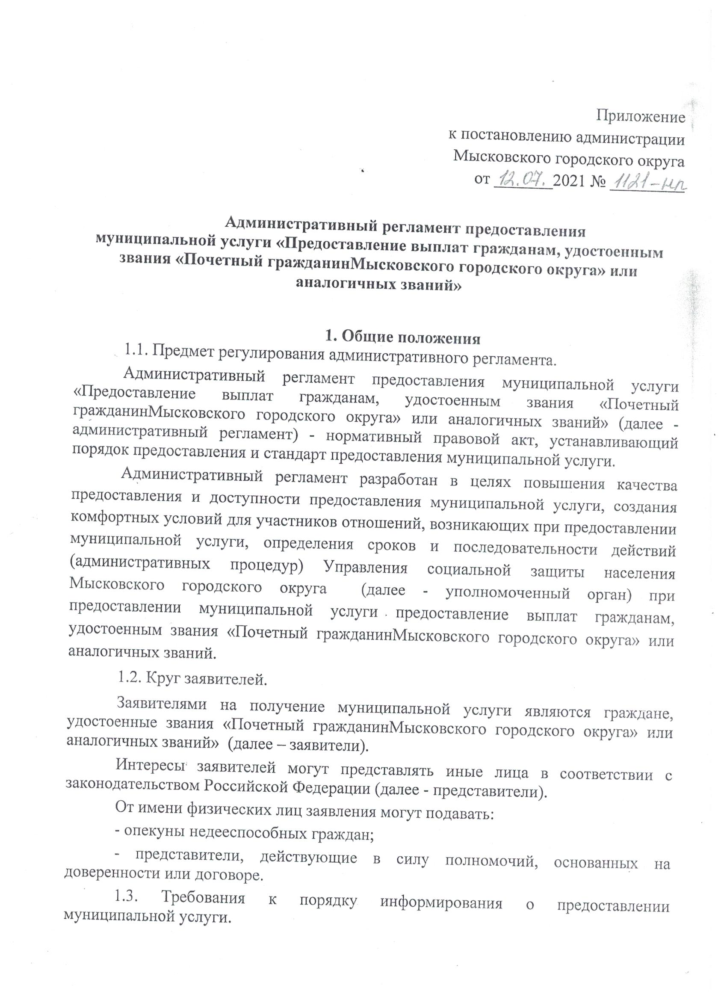 Приложение
к постановлению администрации
Мысковского городского округа
от 12.07. 2021 № 1121-нп
Административный регламент предоставления
муниципальной услуги «Предоставление выплат гражданам, удостоенным
звания «Почетный гражданинМысковского городского округа» или
аналогичных званий»
1. Общие положения
1.1. Предмет регулирования административного регламента.
Административный регламент предоставления муниципальной услуги
«Предоставление выплат гражданам, удостоенным звания «Почетный
гражданинМысковского городского округа» или аналогичных званий» (далее -
административный регламент) - нормативный правовой акт, устанавливающий
порядок предоставления и стандарт предоставления муниципальной услуги.
Административный регламент разработан в целях повышения качества
предоставления и доступности предоставления муниципальной услуги, создания
комфортных условий для участников отношений, возникающих при предоставлении
муниципальной услуги, определения сроков и последовательности действий
(административных процедур) Управления социальной защиты населения
Мысковского городского округа (далее - уполномоченный орган) при
предоставлении муниципальной услуги предоставление выплат гражданам,
удостоенным звания «Почетный гражданинМысковского городского округа» или
аналогичных званий.
1.2. Круг заявителей.
Заявителями на получение муниципальной услуги являются граждане,
удостоенные звания «Почетный гражданинМысковского городского округа» или
аналогичных званий» (далее – заявители).
Интересы заявителей могут представлять иные лица в соответствии с
законодательством Российской Федерации (далее - представители).
От имени физических лиц заявления могут подавать:
- опекуны недееспособных граждан;
- представители, действующие в силу полномочий, основанных на
доверенности или договоре.
1.3. Требования к порядку информирования о предоставлении
муниципальной услуги.